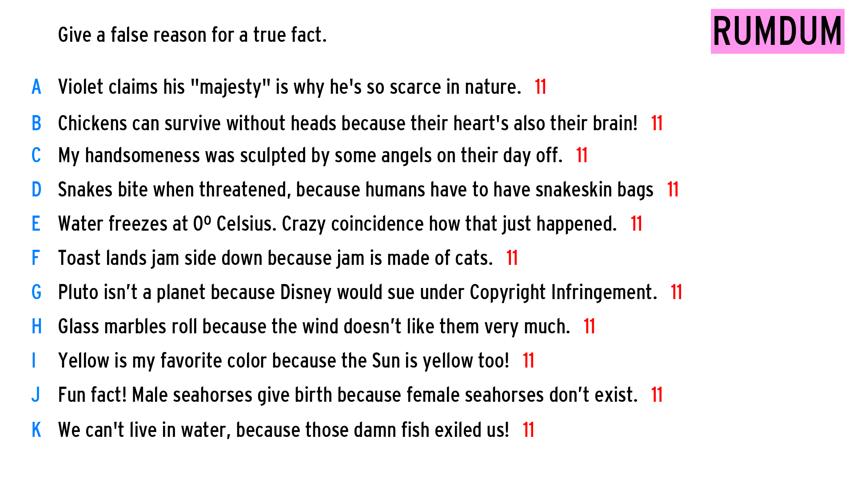 Give a false reason for a true fact.
RUMDUM
A Violet claims his "majesty" is why he's so scarce in nature. 11
B Chickens can survive without heads because their heart's also their brain! 11
C My handsomeness was sculpted by some angels on their day off. 11
D Snakes bite when threatened, because humans have to have snakeskin bags 11
E Water freezes at 0º Celsius. Crazy coincidence how that just happened. 11
F Toast lands jam side down because jam is made of cats. 11
G Pluto isn’t a planet because Disney would sue under Copyright Infringement. 11
H Glass marbles roll because the wind doesn’t like them very much. 11
I Yellow is my favorite color because the Sun is yellow too! 11
J Fun fact! Male seahorses give birth because female seahorses don’t exist. 11
K We can't live in water, because those damn fish exiled us! 11